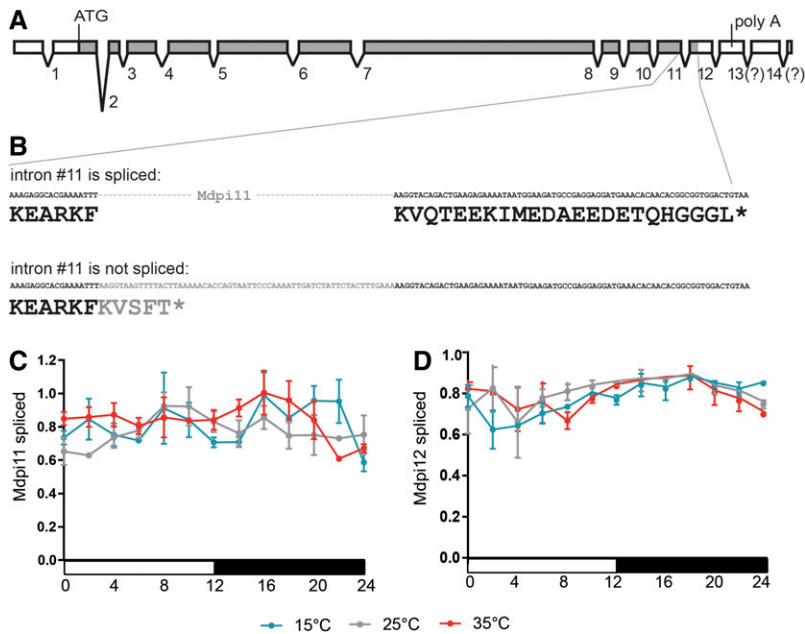 A
ATG
poly A
1 2 3 4 5 6 7 8 9 10 11 12 13(?) 14(?)
B
intron #11 is spliced:
AAAGAGGCACGAAAATTT Mdpi11 AAGGTACAGACTGAAGAGAAAATAATGGAAGATGCCGAGGAGGATGAAACACAACACGGCGGTGGACTGTAA
KEARKF KVQTEEKIMEDAEEDETQHGGGL*
intron #11 is not spliced:
AAAGAGGCACGAAAATTTAAGGTAAGTTTTACTTAAAAACACCAGTAATTCCCAAAATTGATCTATTCTACTTTGAAAAAGGTACAGACTGAAGAGAAAATAATGGAAGATGCCGAGGAGGATGAAACACAACACGGCGGTGGACTGTAA
KEARKFKVSFT*
C
Mdpi11 spliced
1.2
1.0
0.8
0.6
0.4
0.2
0.0
0 4 8 12 16 20 24
D
Mdpi12 spliced
1.0
0.8
0.6
0.4
0.2
0.0
0 4 8 12 16 20 24
15°C 25°C 35°C